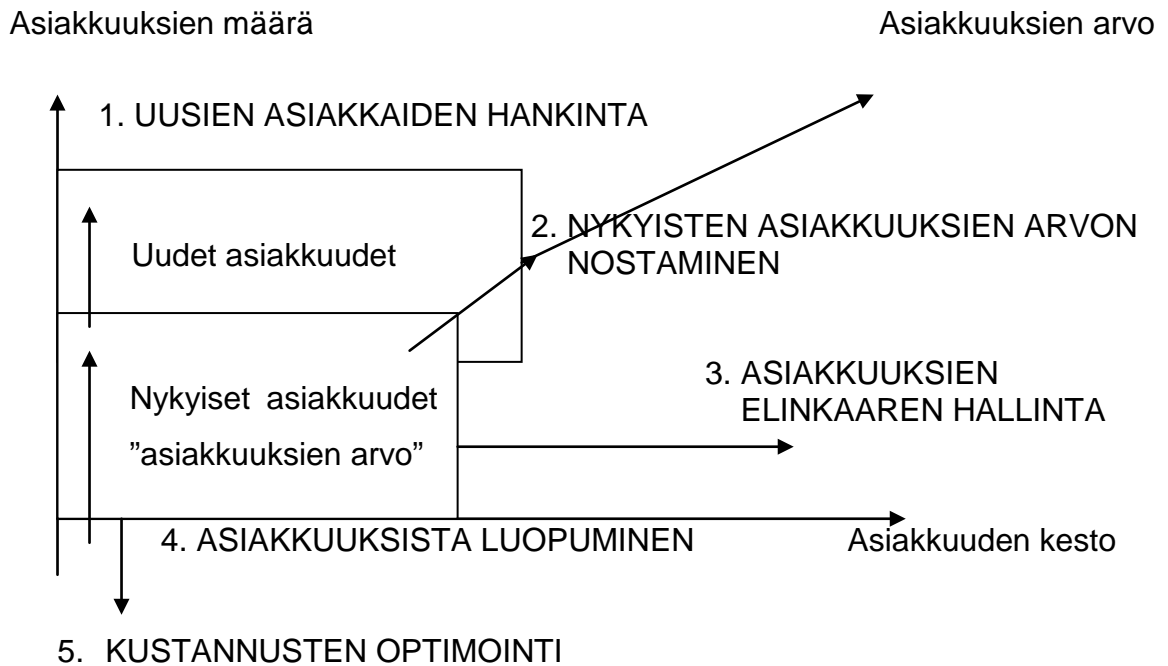 Asiakkuuksien määrä
Asiakkuuksien arvo
1. UUSIEN ASIAKKAIDEN HANKINTA
2. NYKYISTEN ASIAKKUUKSIEN ARVON
NOSTAMINEN
Uudet asiakkuudet
3. ASIAKKUUKSIEN
ELINKAAREN HALLINTA
Nykyiset asiakkuudet
”asiakkuuksien arvo”
4. ASIAKKUUKSISTA LUOPUMINEN
Asiakkuuden kesto
5. KUSTANNUSTEN OPTIMOINTI